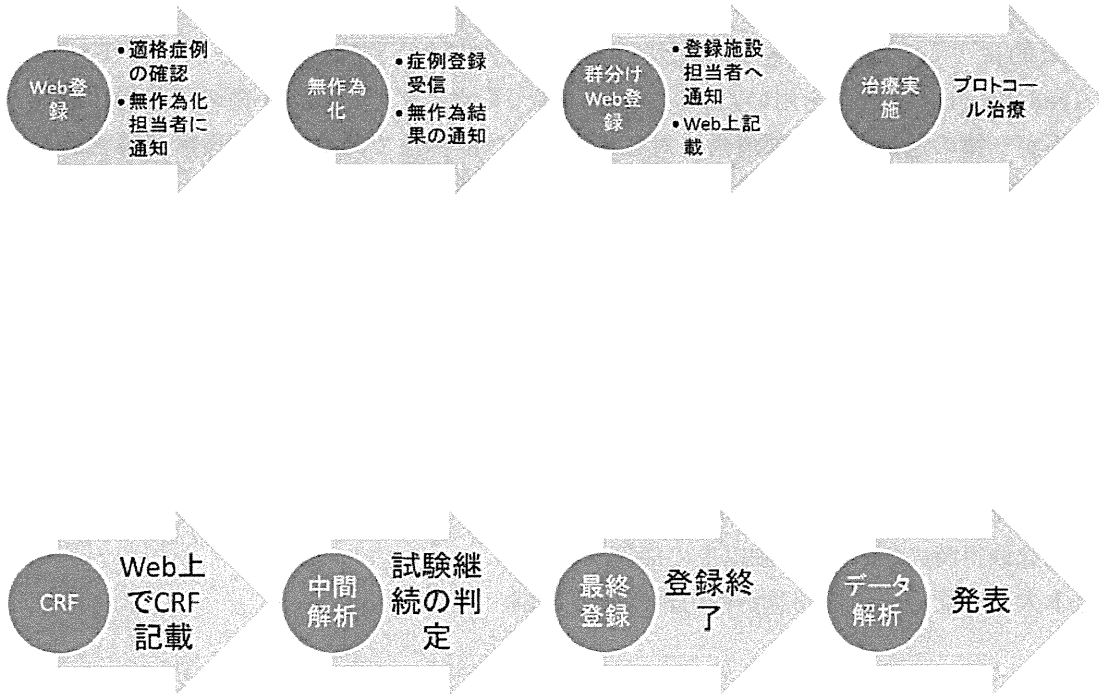 Web登
録
•適格症例
の確認
•無作為化
担当者に
通知
無作為
化
•症例登録
受信
•無作為結
果の通知
群分け
Web登
録
•登録施設
担当者へ
通知
•Web上記
載
治療実
施
プロトコー
ル治療
CRF
Web上
でCRF
記載
中間
解析
試験継
続の判
定
最終
登録
登録終
了
データ
解析
発表